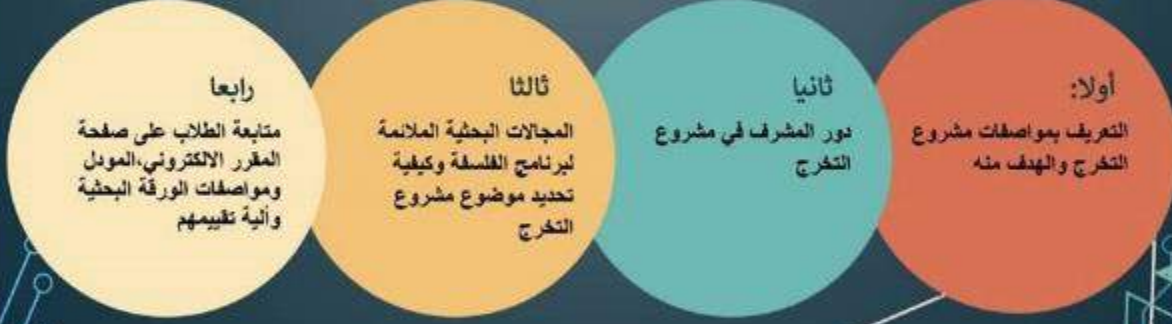 أولا:
التعريف بمواصفات مشروع
التخرج والهدف منه
ثانيا
دور المشرف في مشروع
التخرج
ثالثا
المجالات البحثية الملائمة
لبرنامج الفلسفة وكيفية
تحديد موضوع مشروع
التخرج
رابعا
متابعة الطلاب على صفحة
المقرر الالكتروني،المودل
ومواصفات الورقة البحثية
وألية تقييمهم